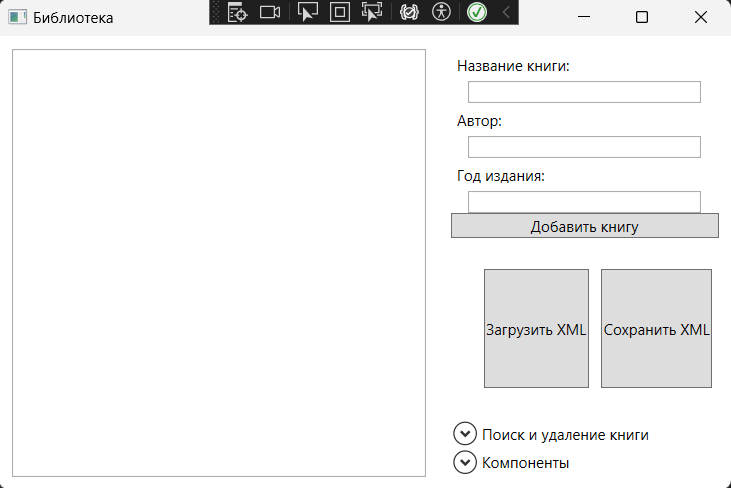 Библиотека
Название книги:
Автор:
Год издания:
Добавить книгу
Загрузить XML
Сохранить XML
Поиск и удаление книги
Компоненты